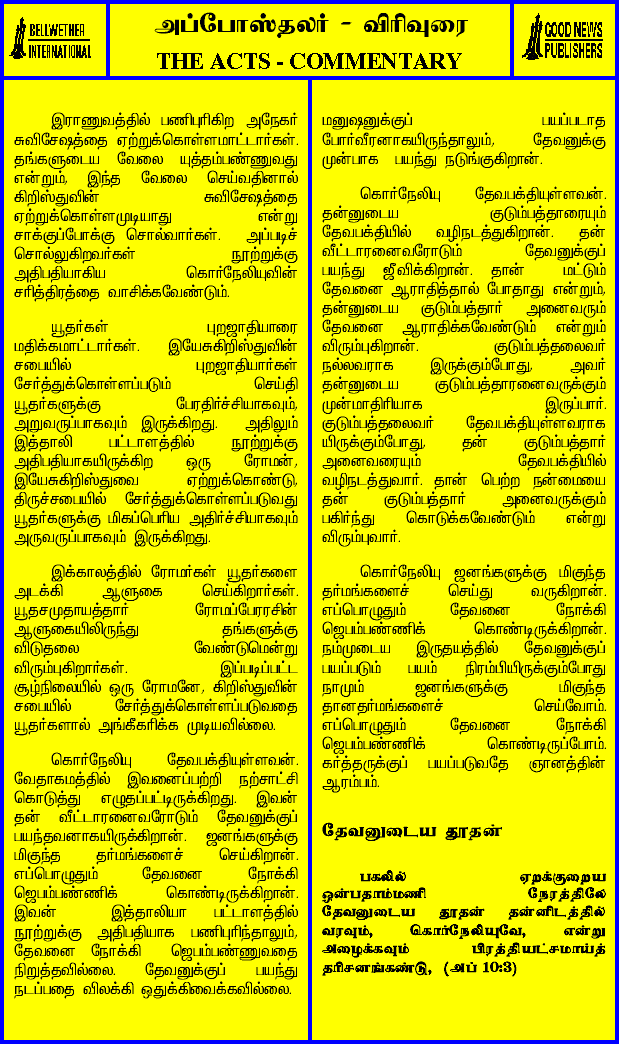 BELLWETHER
INTERNATIONAL
அப்போஸ்தலர் - விரிவுரை
THE ACTS - COMMENTARY
GOOD NEWS
PUBLISHERS
இராணுவத்தில் பணிபுரிகிற அநேகர்
சுவிசேஷத்தை ஏற்றுக்கொள்ளமாட்டார்கள்.
தங்களுடைய வேலை யுத்தம்பண்ணுவது
என்றும், இந்த வேலை செய்வதினால்
கிறிஸ்துவின் சுவிசேஷத்தை
ஏற்றுக்கொள்ளமுடியாது என்று
சாக்குப்போக்கு சொல்வார்கள். அப்படிச்
சொல்லுகிறவர்கள் நூற்றுக்கு
அதிபதியாகிய கொர்நேலியுவின்
சரித்திரத்தை வாசிக்கவேண்டும்.
யூதர்கள் புறஜாதியாரை
மதிக்கமாட்டார்கள். இயேசுகிறிஸ்துவின்
சபையில் புறஜாதியார்கள்
சேர்த்துக்கொள்ளப்படும் செய்தி
யூதர்களுக்கு பேரதிர்ச்சியாகவும்,
அறுவருப்பாகவும் இருக்கிறது. அதிலும்
இத்தாலி பட்டாளத்தில் நூற்றுக்கு
அதிபதியாகயிருக்கிற ஒரு ரோமன்,
இயேசுகிறிஸ்துவை ஏற்றுக்கொண்டு,
திருச்சபையில் சேர்த்துக்கொள்ளப்படுவது
யூதர்களுக்கு மிகப்பெரிய அதிர்ச்சியாகவும்
அருவருப்பாகவும் இருக்கிறது.
இக்காலத்தில் ரோமர்கள் யூதர்களை
அடக்கி ஆளுகை செய்கிறார்கள்.
யூதசமுதாயத்தார் ரோமப்பேரரசின்
ஆளுகையிலிருந்து தங்களுக்கு
விடுதலை வேண்டுமென்று
விரும்புகிறார்கள். இப்படிப்பட்ட
சூழ்நிலையில் ஒரு ரோமனே, கிறிஸ்துவின்
சபையில் சேர்த்துக்கொள்ளப்படுவதை
யூதர்களால் அங்கீகரிக்க முடியவில்லை.
கொர்நேலியு தேவபக்தியுள்ளவன்.
வேதாகமத்தில் இவனைப்பற்றி நற்சாட்சி
கொடுத்து எழுதப்பட்டிருக்கிறது. இவன்
தன் வீட்டாரனைவரோடும் தேவனுக்குப்
பயந்தவனாகயிருக்கிறான். ஜனங்களுக்கு
மிகுந்த தர்மங்களைச் செய்கிறான்.
எப்பொழுதும் தேவனை நோக்கி
ஜெபம்பண்ணிக் கொண்டிருக்கிறான்.
இவன் இத்தாலியா பட்டாளத்தில்
நூற்றுக்கு அதிபதியாக பணிபுரிந்தாலும்,
தேவனை நோக்கி ஜெபம்பண்ணுவதை
நிறுத்தவில்லை. தேவனுக்குப் பயந்து
நடப்பதை விலக்கி ஒதுக்கிவைக்கவில்லை.
மனுஷனுக்குப் பயப்படாத
போர்வீரனாகயிருந்தாலும், தேவனுக்கு
முன்பாக பயந்து நடுங்குகிறான்.
கொர்நேலியு தேவபக்தியுள்ளவன்.
தன்னுடைய குடும்பத்தாரையும்
தேவபக்தியில் வழிநடத்துகிறான். தன்
வீட்டாரனைவரோடும் தேவனுக்குப்
பயந்து ஜீவிக்கிறான். தான் மட்டும்
தேவனை ஆராதித்தால் போதாது என்றும்,
தன்னுடைய குடும்பத்தார் அனைவரும்
தேவனை ஆராதிக்கவேண்டும் என்றும்
விரும்புகிறான். குடும்பத்தலைவர்
நல்லவராக இருக்கும்போது, அவர்
தன்னுடைய குடும்பத்தாரனைவருக்கும்
முன்மாதிரியாக இருப்பார்.
குடும்பத்தலைவர் தேவபக்தியுள்ளவராக
யிருக்கும்போது, தன் குடும்பத்தார்
அனைவரையும் தேவபக்தியில்
வழிநடத்துவார். தான் பெற்ற நன்மையை
தன் குடும்பத்தார் அனைவருக்கும்
பகிர்ந்து கொடுக்கவேண்டும் என்று
விரும்புவார்.
கொர்நேலியு ஜனங்களுக்கு மிகுந்த
தர்மங்களைச் செய்து வருகிறான்.
எப்பொழுதும் தேவனை நோக்கி
ஜெபம்பண்ணிக் கொண்டிருக்கிறான்.
நம்முடைய இருதயத்தில் தேவனுக்குப்
பயப்படும் பயம் நிரம்பியிருக்கும்போது
நாமும் ஜனங்களுக்கு மிகுந்த
தானதர்மங்களைச் செய்வோம்.
எப்பொழுதும் தேவனை நோக்கி
ஜெபம்பண்ணிக் கொண்டிருப்போம்.
கர்த்தருக்குப் பயப்படுவதே ஞானத்தின்
ஆரம்பம்.
தேவனுடைய தூதன்
பகலில் ஏறக்குறைய
ஒன்பதாம்மணி நேரத்திலே
தேவனுடைய தூதன் தன்னிடத்தில்
வரவும், கொர்நேலியுவே, என்று
அழைக்கவும் பிரத்தியட்சமாய்த்
தரிசனங்கண்டு, (அப் 10:3)